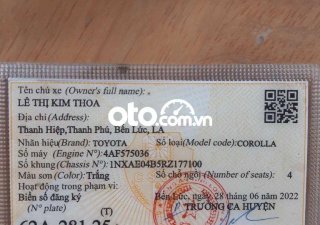 Tên chủ xe (Owner's full name): .
LÊ THỊ KIM THOA
Địa chỉ (Address):
Thanh Hiệp,Thanh Phú, Bến Lức, LA
Nhãn hiệu(Brand): TOYOTA Số loại(Model code): COROLLA
Số máy (Engine N°): 4AF575036
Số khung (Chassis N°): 1NXAE04B5RZ177100
Màu sơn (Color): Trắng Số chỗ ngồi (Number of seats): 4
Hoạt động trong phạm vi:
Biển số đăng ký Bến Lức, ngày 28 tháng 06 năm 2022
(N° plate) TRƯỞNG CA HUYỆN
(T)
62A-281.25
oto.com.vn